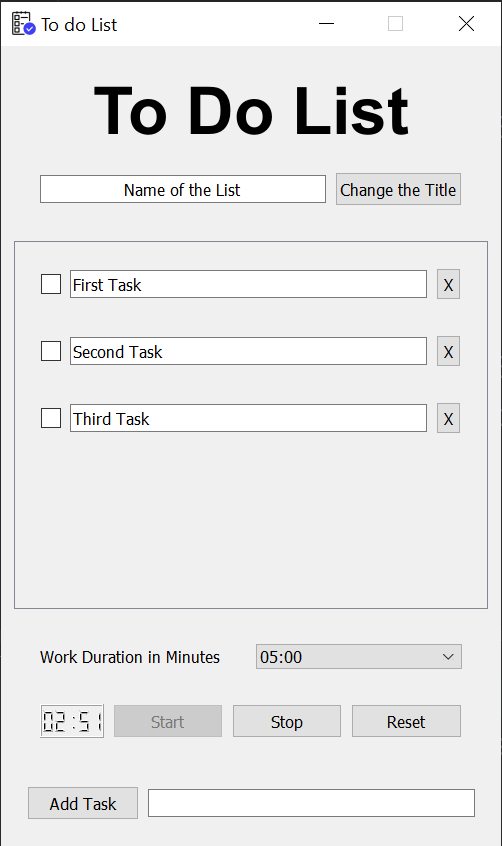 To do List
To Do List
Name of the List Change the Title
First Task X
Second Task X
Third Task X
Work Duration in Minutes 05:00
02:51 Start Stop Reset
Add Task